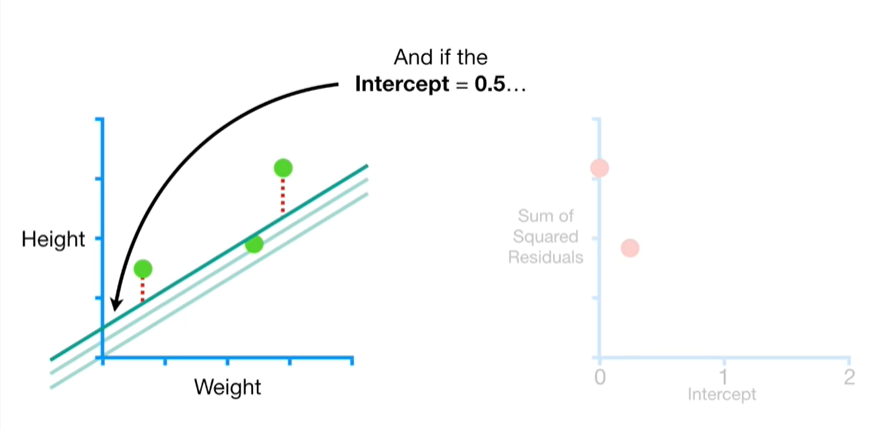 And if the
Intercept = 0.5…
Height
Weight
Sum of
Squared
Residuals
0
1
2
Intercept